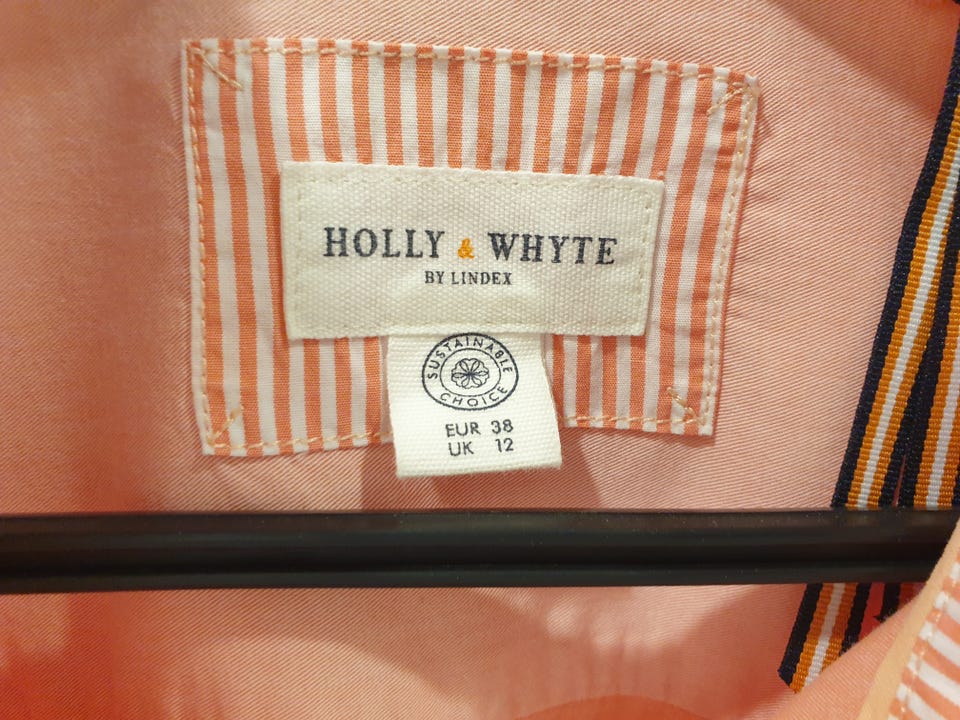 HOLLY & WHYTE
BY LINDEX
SUSTAINABLE
CHOICE
EUR 38
UK 12